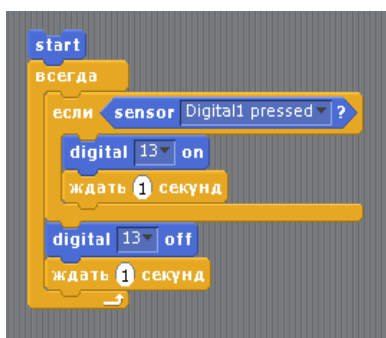 start
всегда
если sensor Digital1 pressed ?
digital 13 on
ждать 1 секунд
digital 13 off
ждать 1 секунд